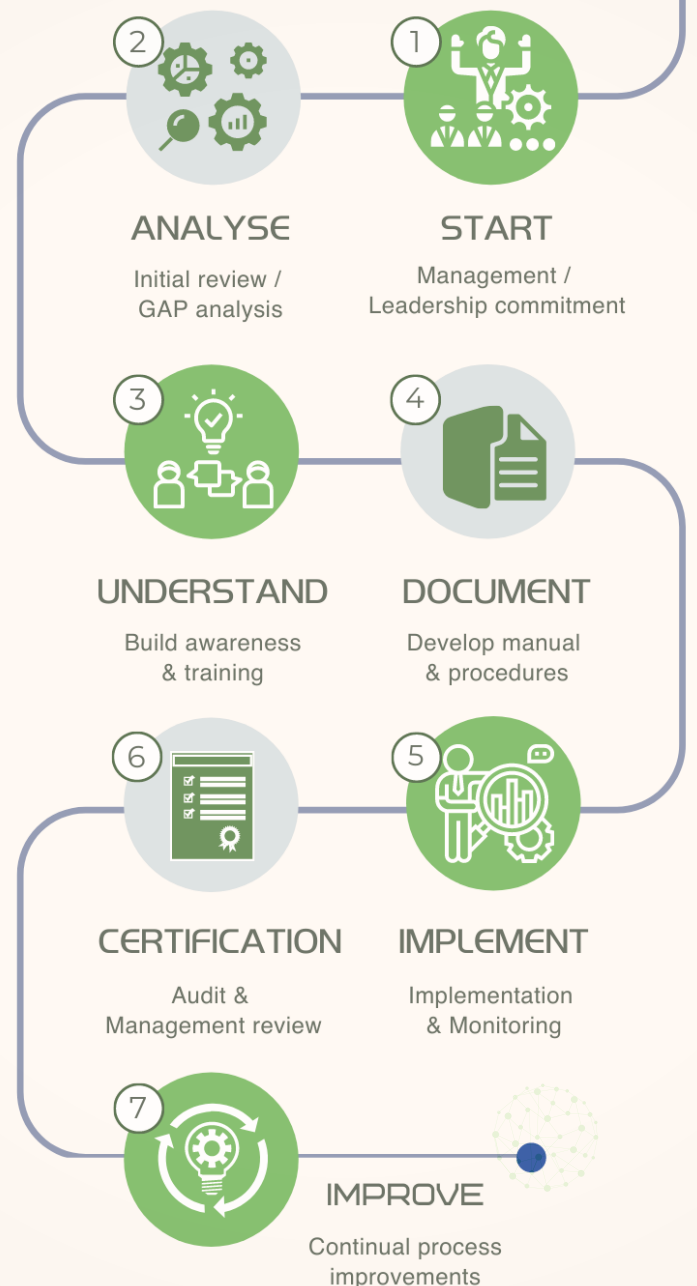 1
START
Management /
Leadership commitment
2
ANALYSE
Initial review /
GAP analysis
3
UNDERSTAND
Build awareness
& training
4
DOCUMENT
Develop manual
& procedures
5
IMPLEMENT
Implementation
& Monitoring
6
CERTIFICATION
Audit &
Management review
7
IMPROVE
Continual process
improvements